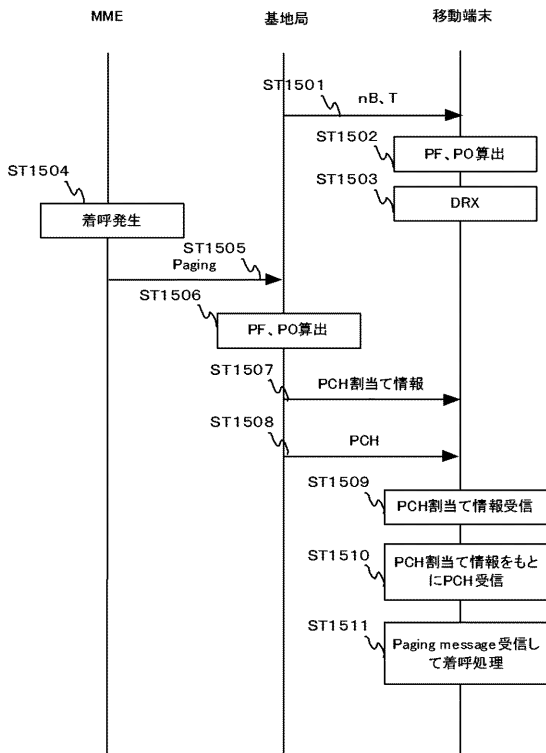 MME
基地局
移動端末
ST1501
nB、T
ST1502
PF、PO算出
ST1503
DRX
ST1504
着呼発生
ST1505
Paging
ST1506
PF、PO算出
ST1507
PCH割当て情報
ST1508
PCH
ST1509
PCH割当て情報受信
ST1510
PCH割当て情報をもと
にPCH受信
ST1511
Paging message受信し
て着呼処理